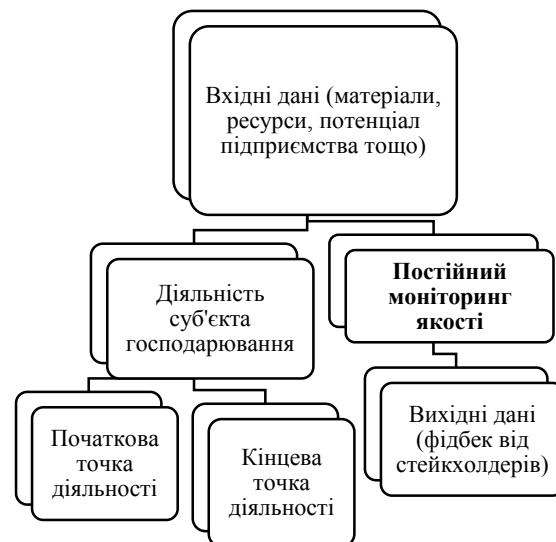 Вхідні дані (матеріали,
ресурси, потенціал
підприємства тощо)
Діяльність
суб'єкта
господарювання
Постійний
моніторинг
якості
Початкова
точка
діяльності
Кінцева
точка
діяльності
Вихідні дані
(фідбек від
стейкхолдерів)